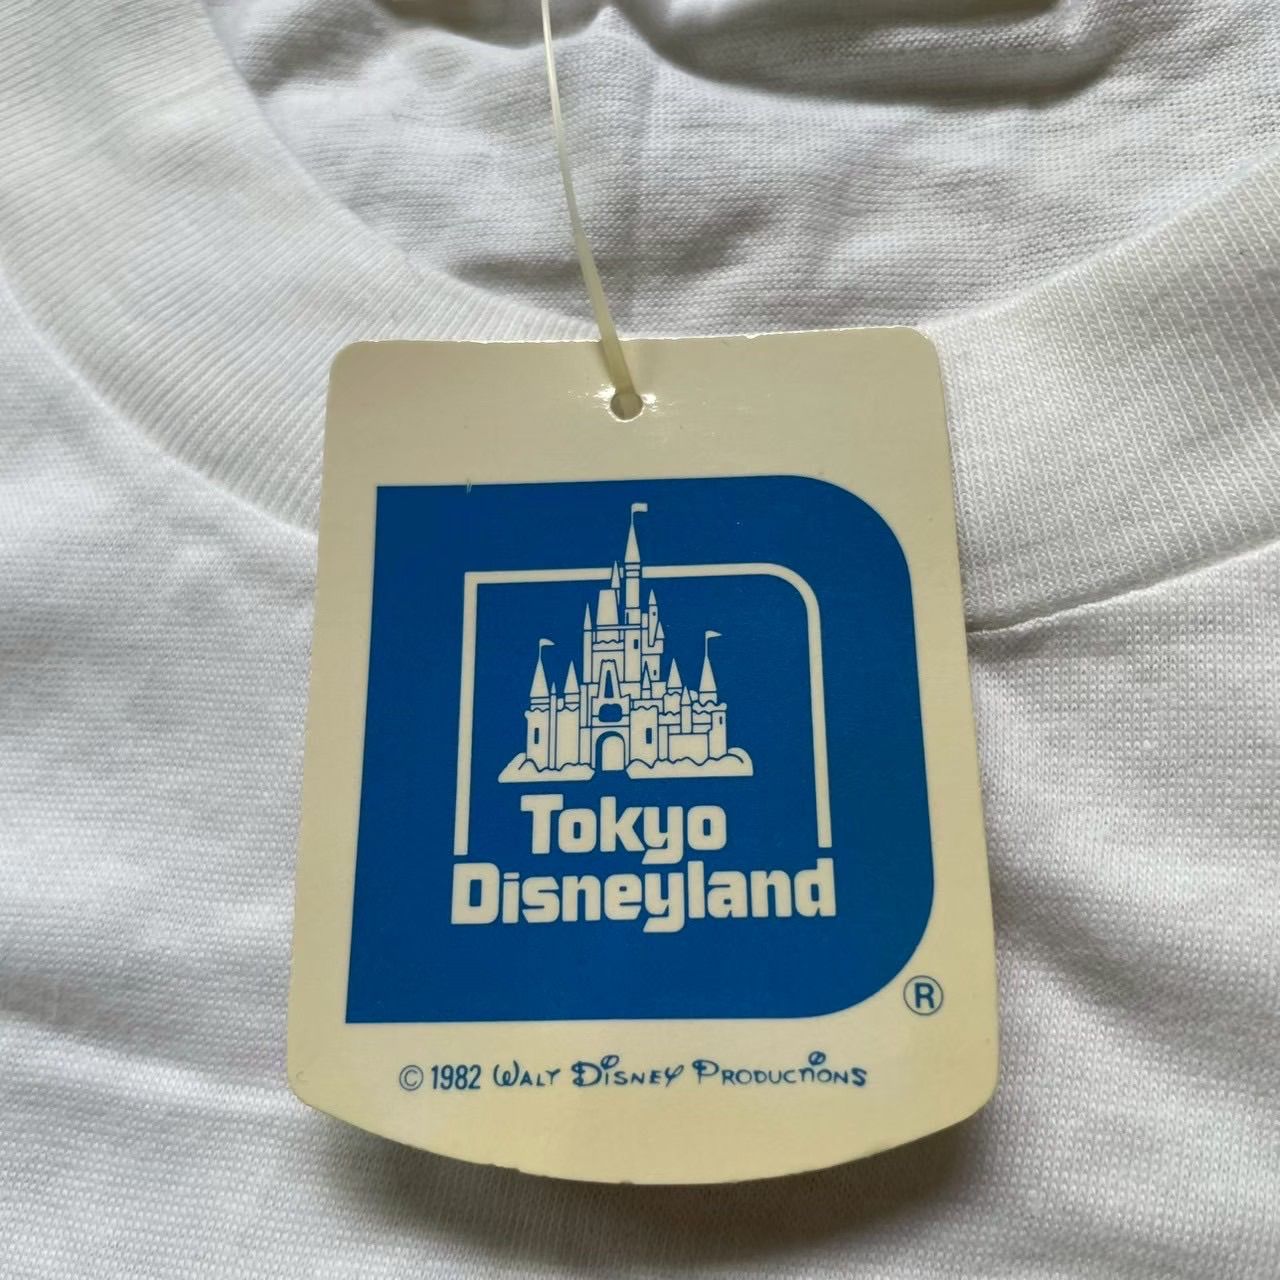 Tokyo
Disneyland
®
© 1982 WALT DISNEY PRODUCTIONS